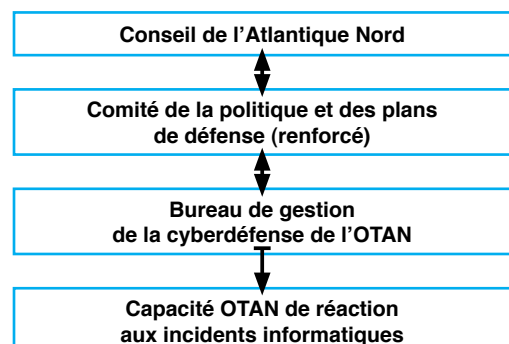 Conseil de l’Atlantique Nord
Comité de la politique et des plans
de défense (renforcé)
Bureau de gestion
de la cyberdéfense de l’OTAN
Capacité OTAN de réaction
aux incidents informatiques